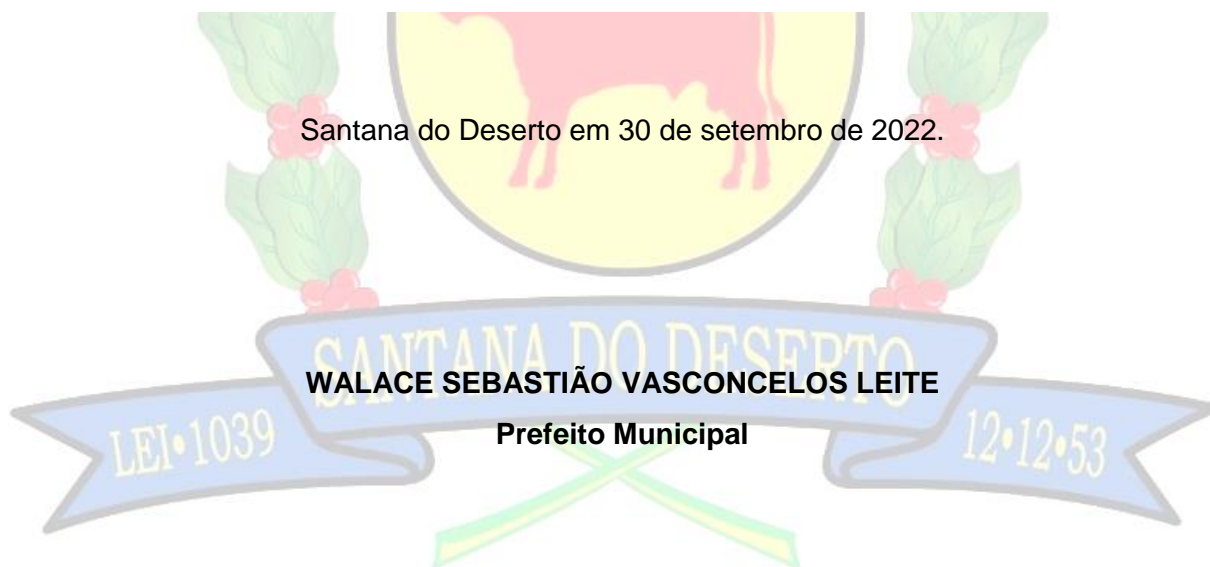 Santana do Deserto em 30 de setembro de 2022.
SANTANA DO DESERTO
WALACE SEBASTIÃO VASCONCELOS LEITE
Prefeito Municipal
LEI•1039
12•12•53